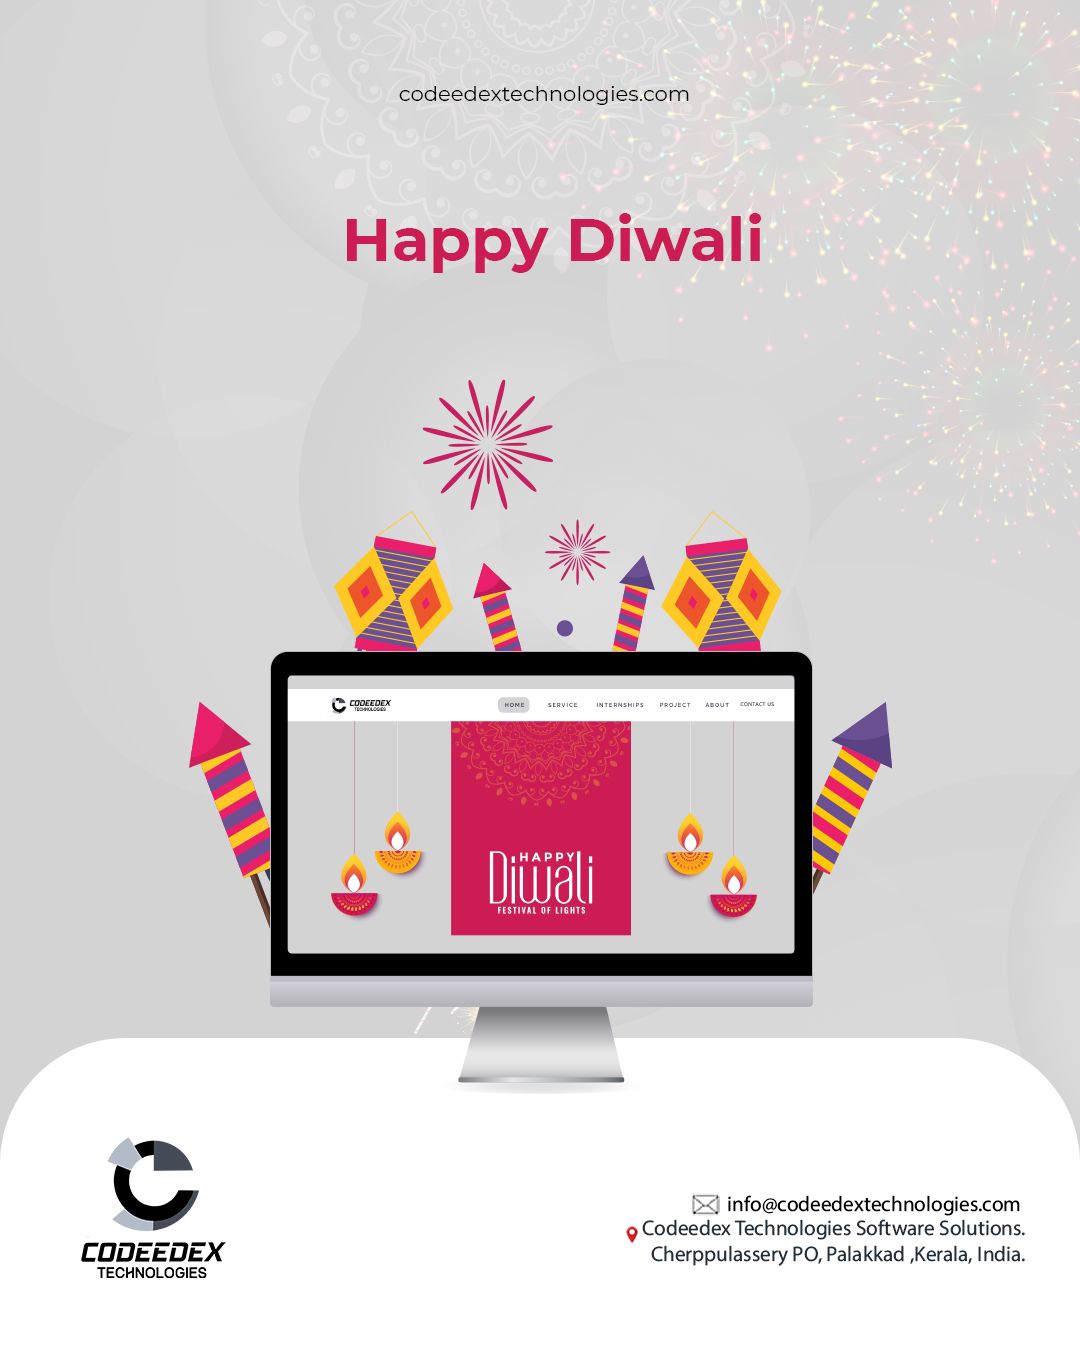 codeedextechnologies.com
Happy Diwali
CODEEDEX
TECHNOLOGIES
HOME SERVICE INTERNSHIPS PROJECT ABOUT CONTACT US
HAPPY
Diwali
FESTIVAL OF LIGHTS
CODEEDEX
TECHNOLOGIES
info@codeedextechnologies.com
Codeedex Technologies Software Solutions.
Cherppulassery PO, Palakkad ,Kerala, India.